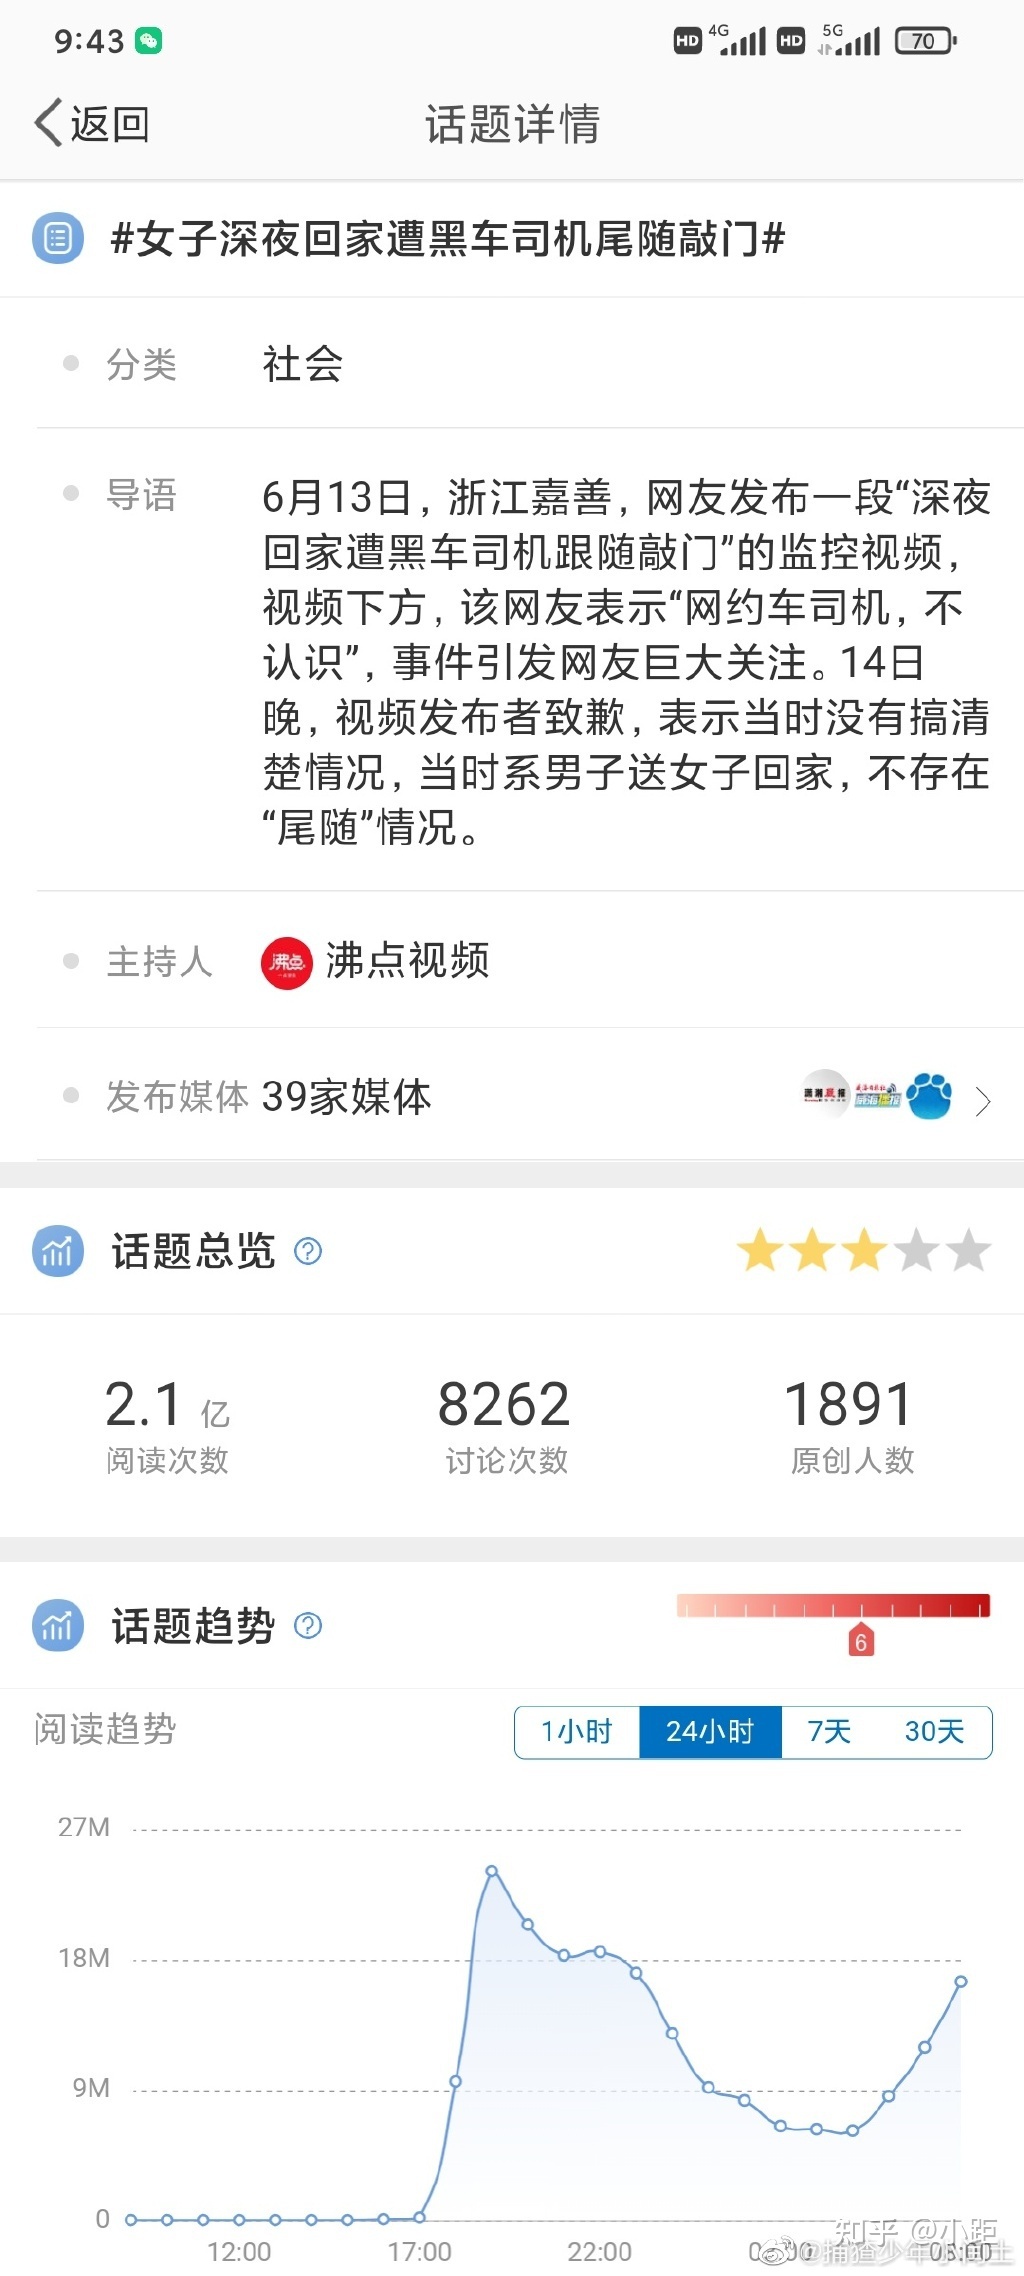 9:43
HD 4G HD 5G 70
返回
话题详情
#女子深夜回家遭黑车司机尾随敲门#
分类 社会
导语 6月13日，浙江嘉善，网友发布一段“深夜
回家遭黑车司机跟随敲门”的监控视频，
视频下方，该网友表示“网约车司机，不
认识”，事件引发网友巨大关注。14日
晚，视频发布者致歉，表示当时没有搞清
楚情况，当时系男子送女子回家，不存在
“尾随”情况。
主持人 沸点 沸点视频
发布媒体 39家媒体
话题总览 ?
2.1 亿 8262 1891
阅读次数 讨论次数 原创人数
话题趋势 ?
6
阅读趋势 1小时 24小时 7天 30天
27M
18M
9M
0
12:00 17:00 22:00 08:00
知乎 @小距